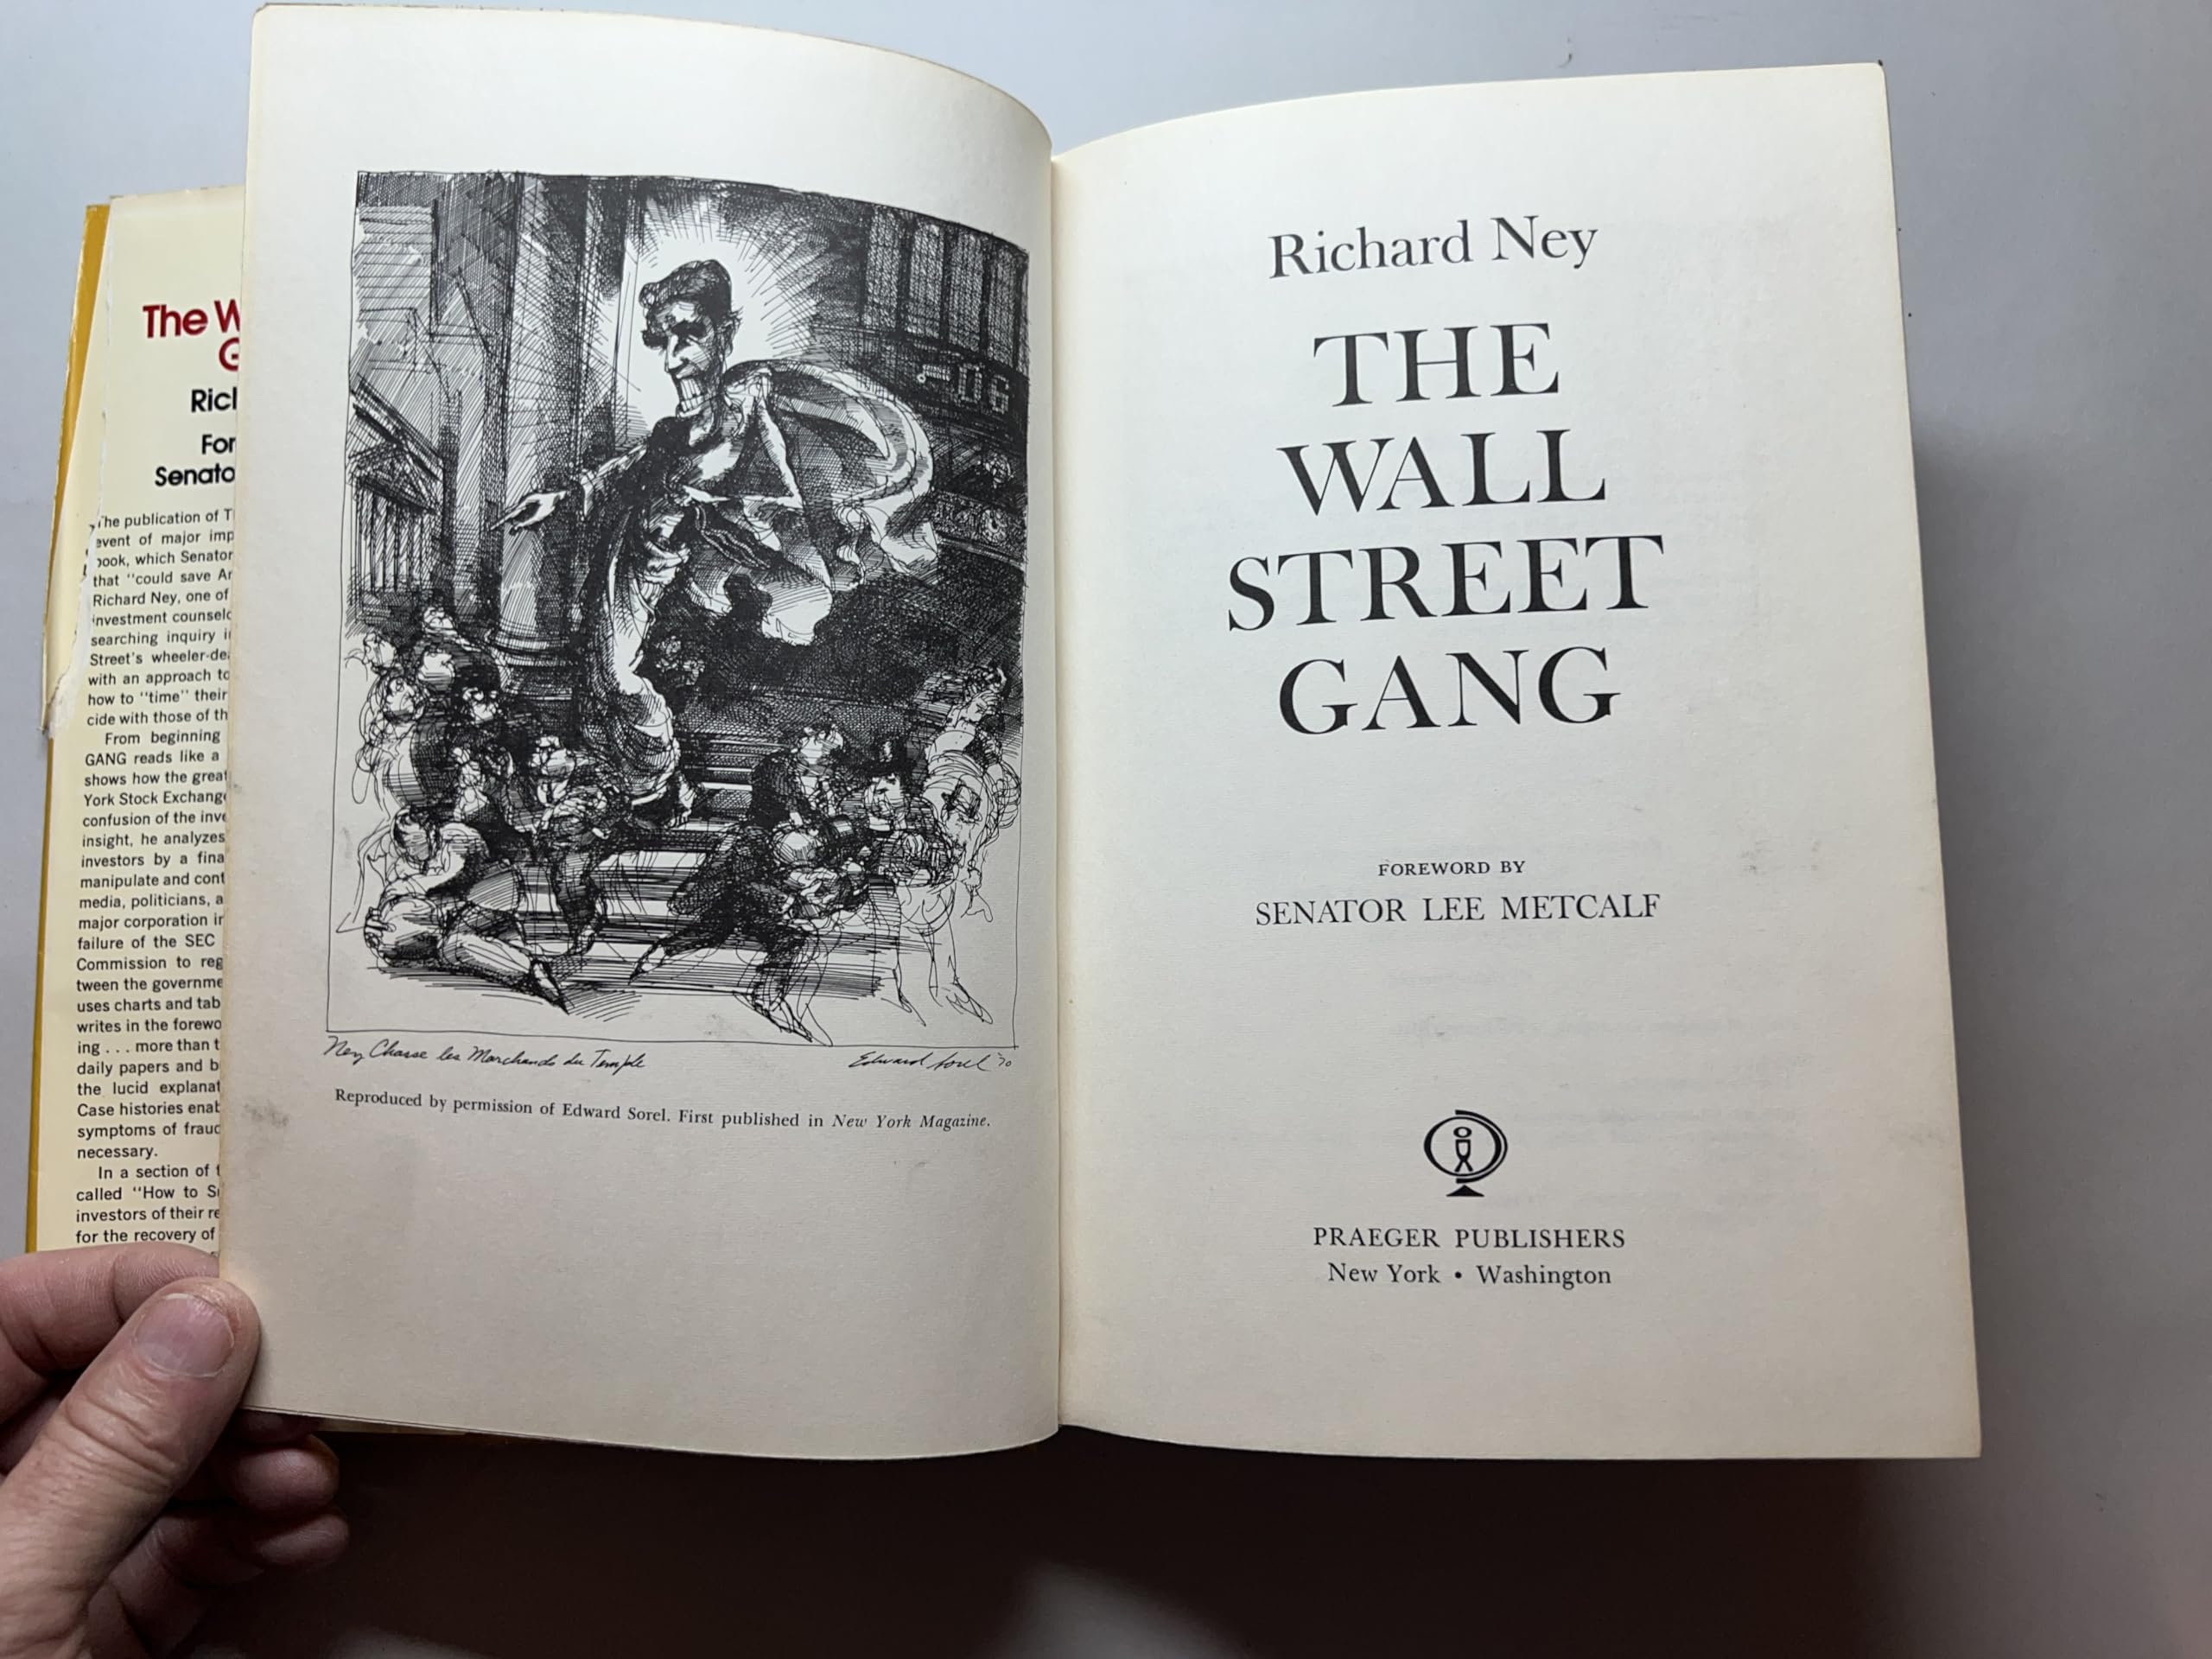 The W
G
Rich
For
Senato
The publication of T
event of major imp
book, which Senator
that "could save Am
Richard Ney, one of
investment counselo
searching inquiry i
Street's wheeler-de
with an approach to
how to "time" their
cide with those of th
From beginning
GANG reads like a
shows how the great
York Stock Exchange
confusion of the inve
insight, he analyzes
investors by a fina
manipulate and cont
media, politicians, a
major corporation in
failure of the SEC
Commission to reg
tween the governme
uses charts and tab
writes in the forewo
ing . . . more than t
daily papers and b
the lucid explanat
Case histories enab
symptoms of fraud
necessary.
In a section of t
called "How to Su
investors of their re
for the recovery of
Ney Chasse les Marchands du Temple
Edward Sorel '70
Reproduced by permission of Edward Sorel. First published in New York Magazine.
Richard Ney
THE
WALL
STREET
GANG
FOREWORD BY
SENATOR LEE METCALF
PRAEGER PUBLISHERS
New York • Washington